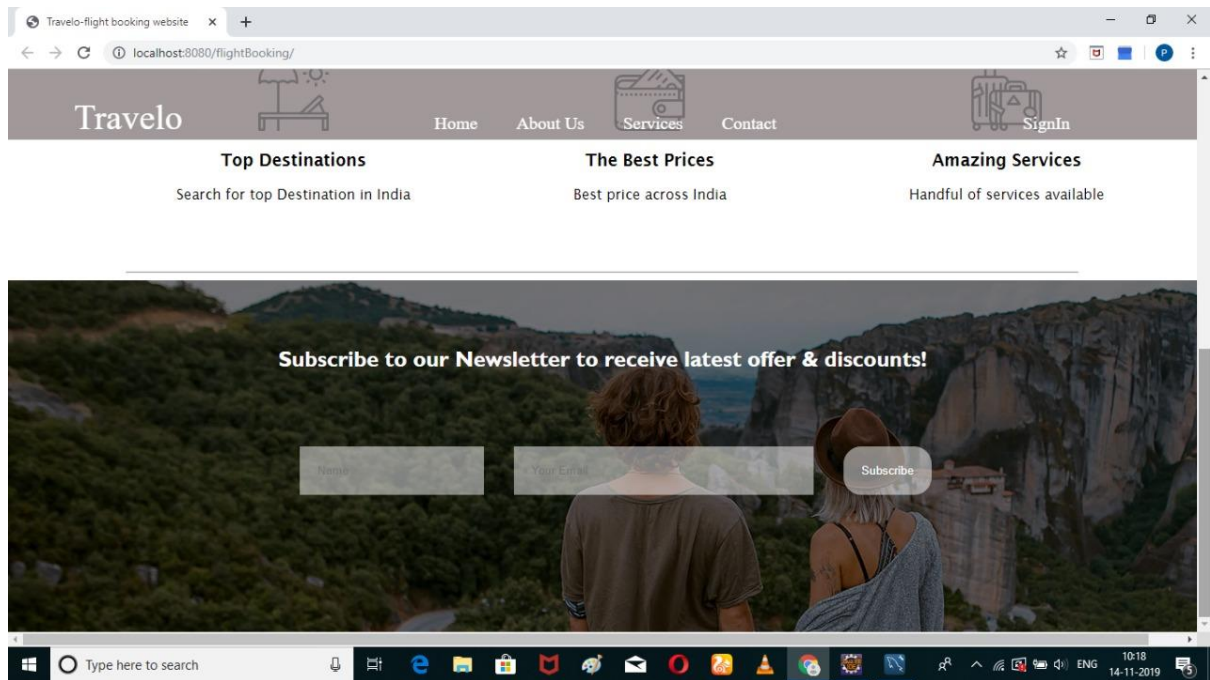 Travelo-flight booking website
localhost:8080/flightBooking/
P
Travelo
Home About Us Services Contact SignIn
Top Destinations The Best Prices Amazing Services
Search for top Destination in India Best price across India Handful of services available
Subscribe to our Newsletter to receive latest offer & discounts!
Name Your Email Subscribe
Type here to search
ENG
10:18
14-11-2019
5